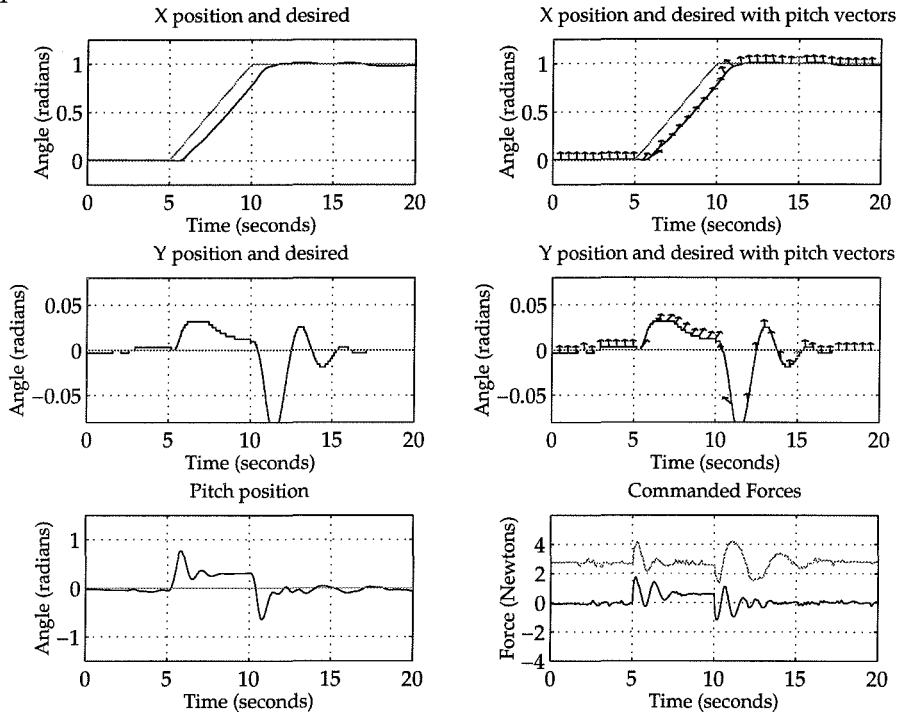 X position and desired
Angle (radians)
1
0.5
0
0 5 10 15 20
Time (seconds)
X position and desired with pitch vectors
Angle (radians)
1
0.5
0
0 5 10 15 20
Time (seconds)
Y position and desired
Angle (radians)
0.05
0
−0.05
0 5 10 15 20
Time (seconds)
Y position and desired with pitch vectors
Angle (radians)
0.05
0
−0.05
0 5 10 15 20
Time (seconds)
Pitch position
Angle (radians)
1
0
−1
0 5 10 15 20
Time (seconds)
Commanded Forces
Force (Newtons)
4
2
0
−2
−4
0 5 10 15 20
Time (seconds)